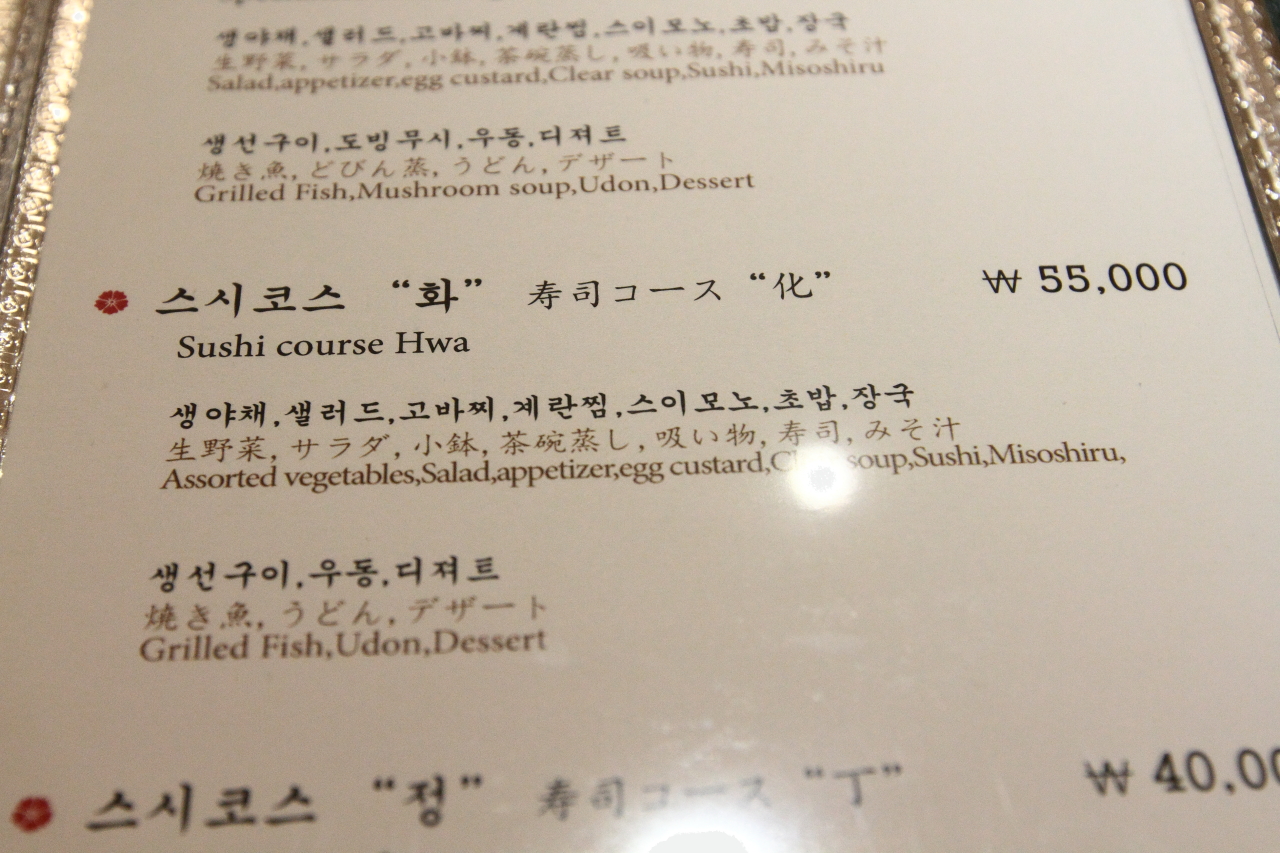 생야채,샐러드,고바찌,계란찜,스이모노,초밥,장국
生野菜, サラダ, 小鉢, 茶碗蒸し, 吸い物, 寿司, みそ汁
Salad,appetizer,egg custard,Clear soup,Sushi,Misoshiru
생선구이,도빙무시,우동,디져트
焼き魚, どびん蒸, うどん, デザート
Grilled Fish,Mushroom soup,Udon,Dessert
스시코스 “화” 寿司コース “化” ₩ 55,000
Sushi course Hwa
생야채,샐러드,고바찌,계란찜,스이모노,초밥,장국
生野菜, サラダ, 小鉢, 茶碗蒸し, 吸い物, 寿司, みそ汁
Assorted vegetables,Salad,appetizer,egg custard, soup,Sushi,Misoshiru,
생선구이,우동,디져트
焼き魚, うどん, デザート
Grilled Fish,Udon,Dessert
스시코스 “정” 寿司コース “丁” ₩ 40,00